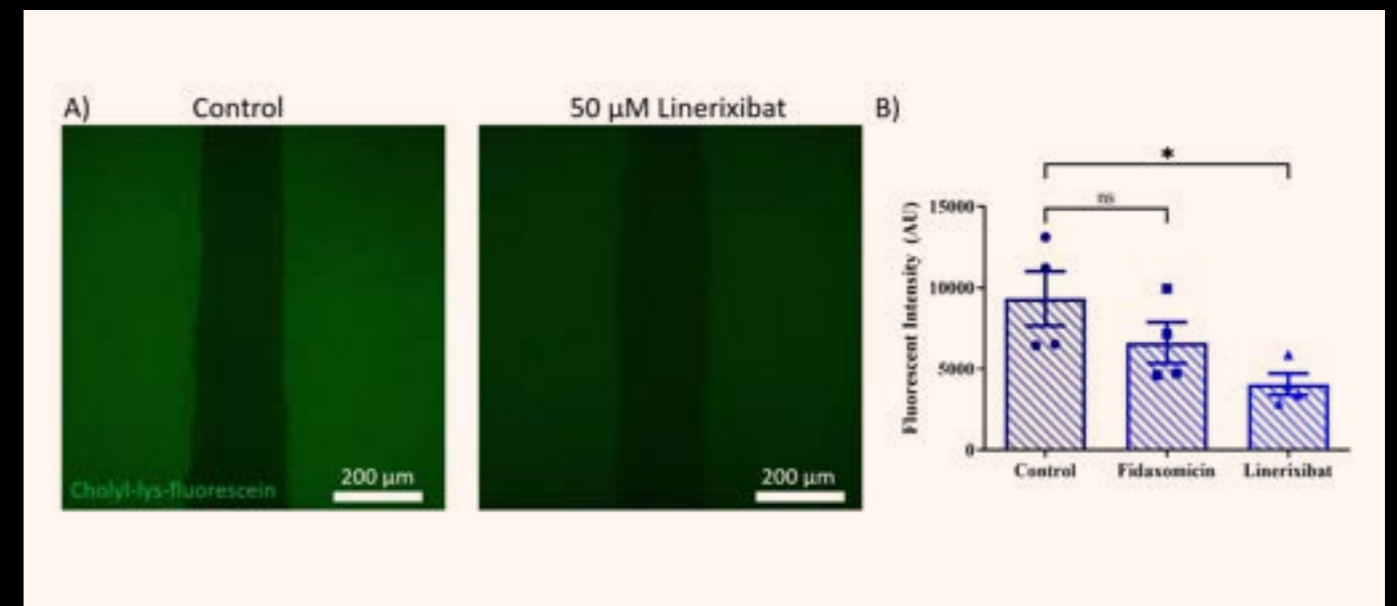 A)
Control
50 µM Linerixibat
Cholyl-lys-fluorescein
200 µm
200 µm
B)
*
ns
Fluorescent Intensity (AU)
15000
10000
5000
0
Control
Fidaxomicin
Linerixibat